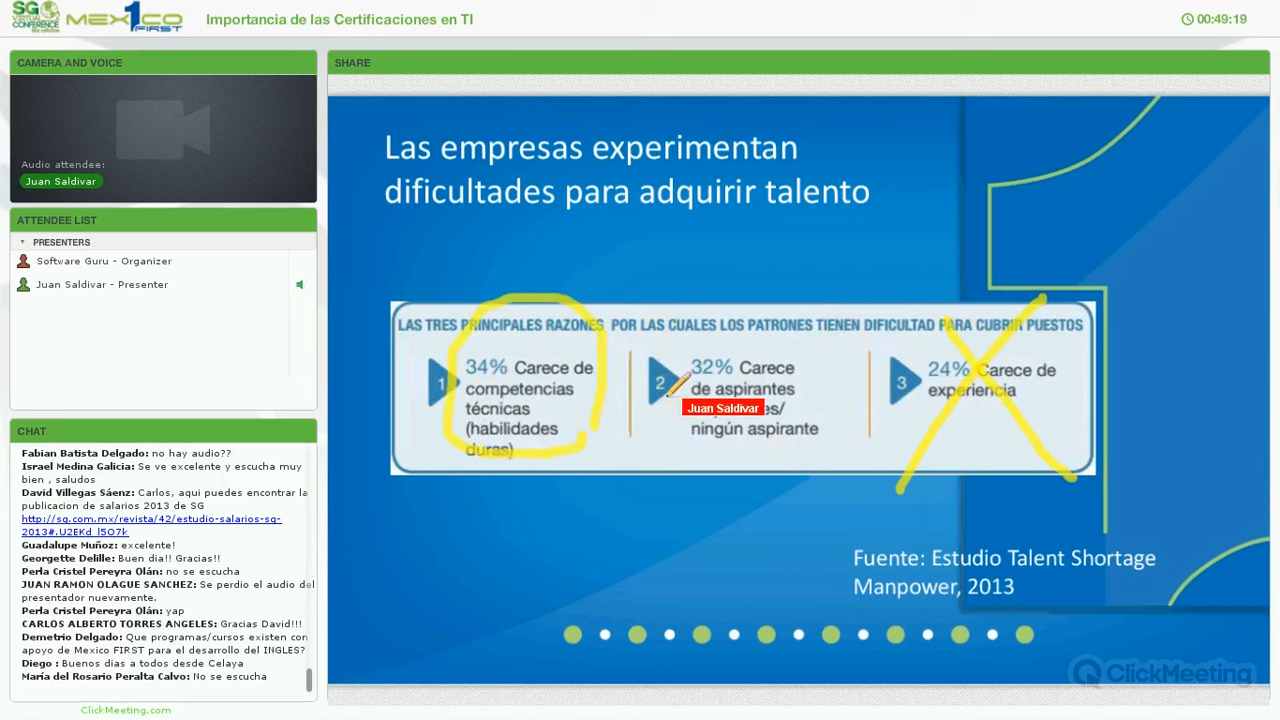 SG
VIRTUAL
CONFERENCE
MEXICO
FIRST
Importancia de las Certificaciones en TI
00:49:19
CAMERA AND VOICE
Audio attendee:
Juan Saldivar
ATTENDEE LIST
PRESENTERS
Software Guru - Organizer
Juan Saldivar - Presenter
CHAT
Fabian Batista Delgado: no hay audio??
Israel Medina Galicia: Se ve excelente y escucha muy
bien , saludos
David Villegas Sáenz: Carlos, aqui puedes encontrar la
publicacion de salarios 2013 de SG
http://sg.com.mx/revista/42/estudio-salarios-sg-
2013#.U2EKd_l5O7k
Guadalupe Muñoz: excelente!
Georgette Delille: Buen dia!! Gracias!!
Perla Cristel Pereyra Olán: no se escucha
JUAN RAMON OLAGUE SANCHEZ: Se perdio el audio del
presentador nuevamente.
Perla Cristel Pereyra Olán: yap
CARLOS ALBERTO TORRES ANGELES: Gracias David!!!
Demetrio Delgado: Que programas/cursos existen con
apoyo de Mexico FIRST para el desarrollo del INGLES?
Diego : Buenos dias a todos desde Celaya
María del Rosario Peralta Calvo: No se escucha
ClickMeeting.com
SHARE
Las empresas experimentan
dificultades para adquirir talento
LAS TRES PRINCIPALES RAZONES POR LAS CUALES LOS PATRONES TIENEN DIFICULTAD PARA CUBRIR PUESTOS
1
34% Carece de
competencias
técnicas
(habilidades
duras)
2
32% Carece
de aspirantes
Juan Saldivar
ningún aspirante
3
24% Carece de
experiencia
Fuente: Estudio Talent Shortage
Manpower, 2013
ClickMeeting